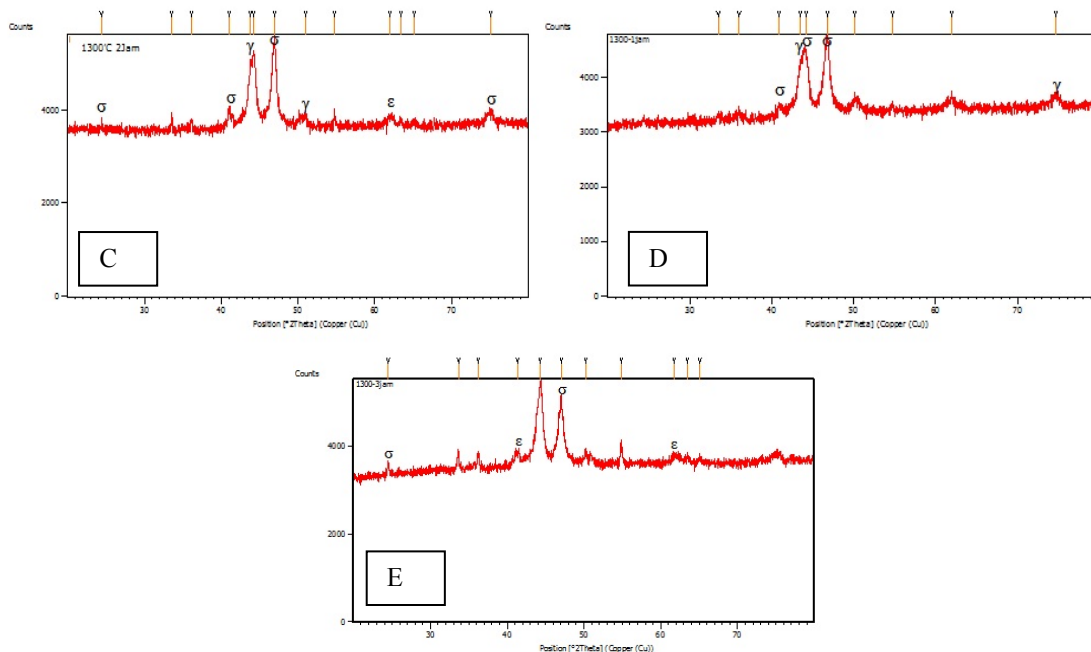 Counts
1300°C 2Jam
4000
2000
0
σ
σ
γ
σ
γ
ε
σ
30 40 50 60 70
Position [°2Theta] (Copper (Cu))
C
Counts
1300-1jam
4000
3000
2000
1000
0
σ
γ
σ
σ
γ
30 40 50 60 70
Position [°2Theta] (Copper (Cu))
D
Counts
1300-3jam
4000
2000
0
σ
ε
σ
ε
30 40 50 60 70
Position [°2Theta] (Copper (Cu))
E